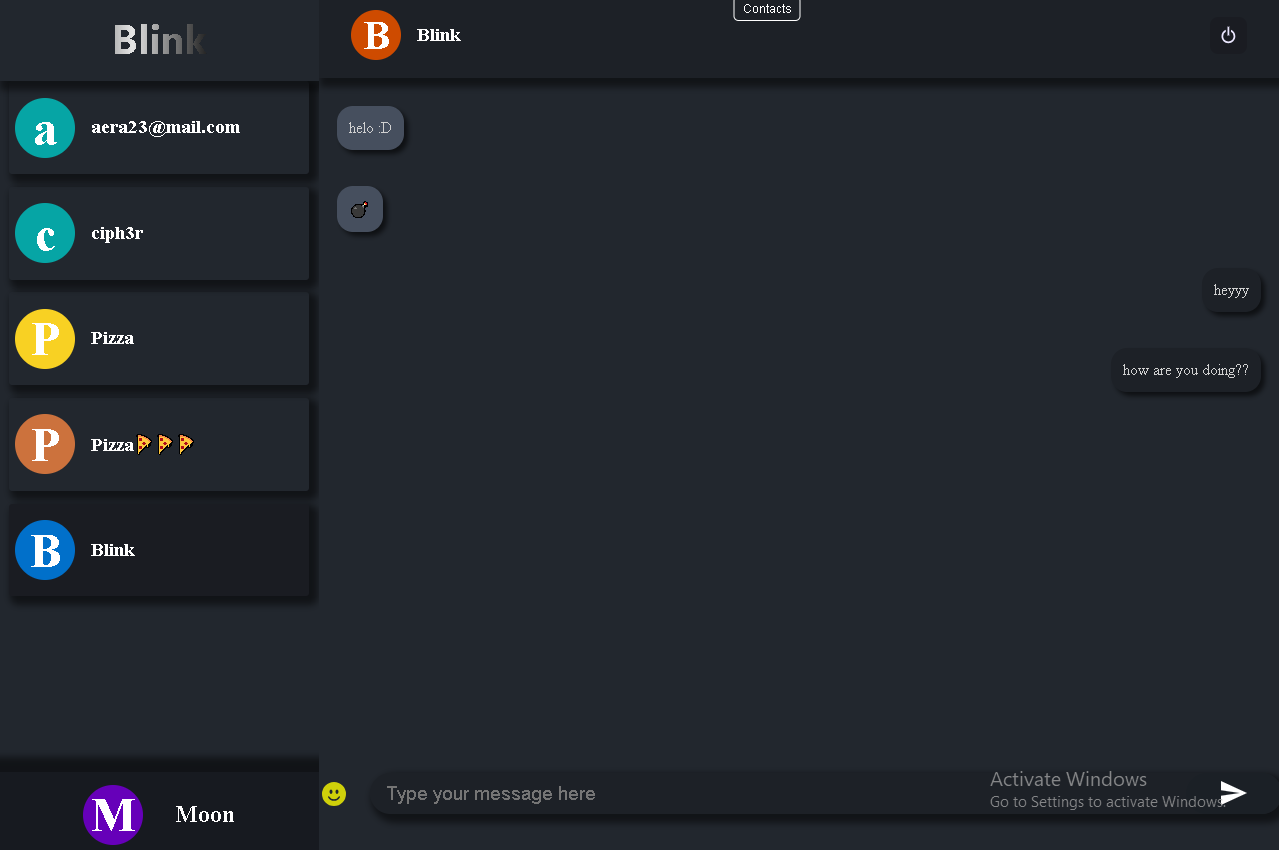 Blink
a
aera23@mail.com
c
ciph3r
P
Pizza
P
Pizza🍕🍕🍕
B
Blink
M
Moon
Contacts
B
Blink
helo :D
💣
heyyy
how are you doing??
Type your message here
Activate Windows
Go to Settings to activate Windows.